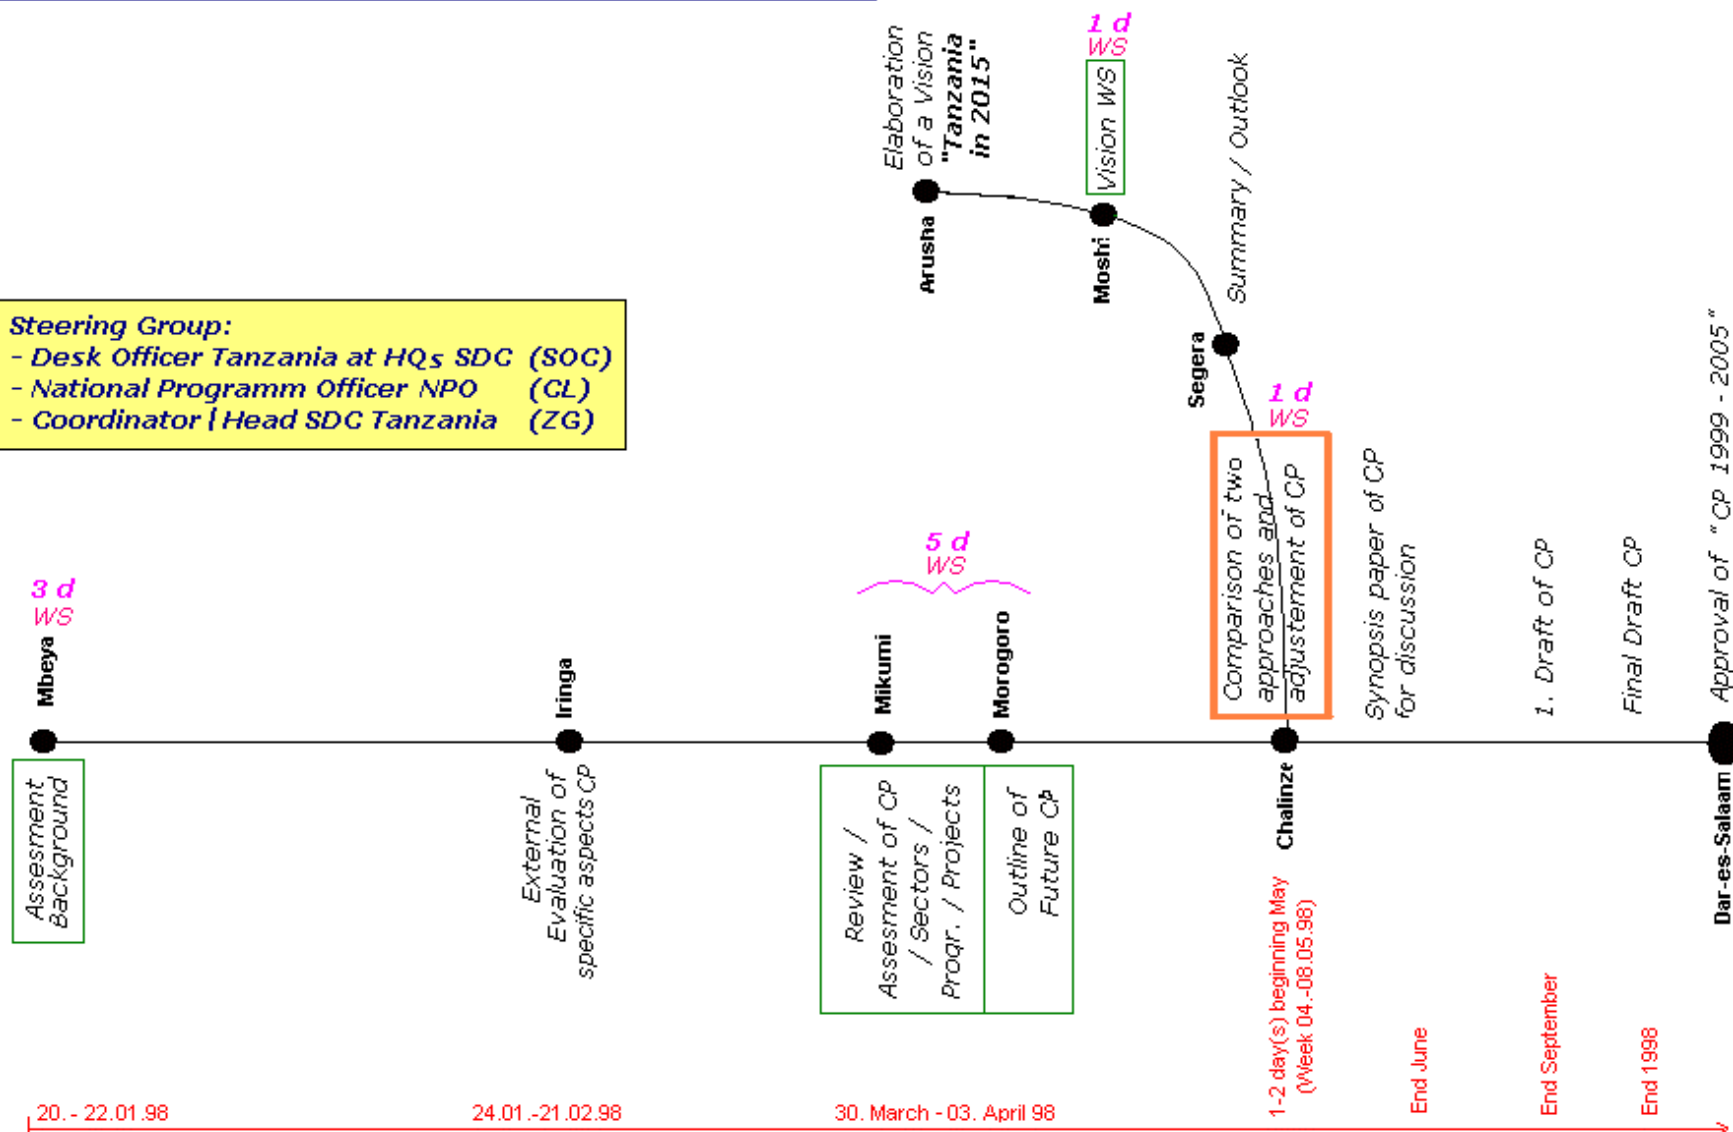 Elaboration
of a Vision
"Tanzania
in 2015"
Arusha
1 d
WS
Vision WS
Moshi
Summary / Outlook
Segera
Steering Group:
- Desk Officer Tanzania at HQs SDC (SOC)
- National Programm Officer NPO (CL)
- Coordinator / Head SDC Tanzania (ZG)
3 d
WS
Mbeya
Assesment
Background
Iringa
External
Evaluation of
specific aspects CP
5 d
WS
Mikumi
Morogoro
Review /
Assesment of CP
/ Sectors /
Progr. / Projects
Outline of
Future CP
1 d
WS
Comparison of two
approaches and
adjustement of CP
Chalinze
Synopsis paper of CP
for discussion
1. Draft of CP
Final Draft CP
Approval of "CP 1999 - 2005"
Dar-es-Salaam
20. - 22.01.98
24.01.-21.02.98
30. March - 03. April 98
1-2 day(s) beginning May
(Week 04.-08.05.98)
End June
End September
End 1998